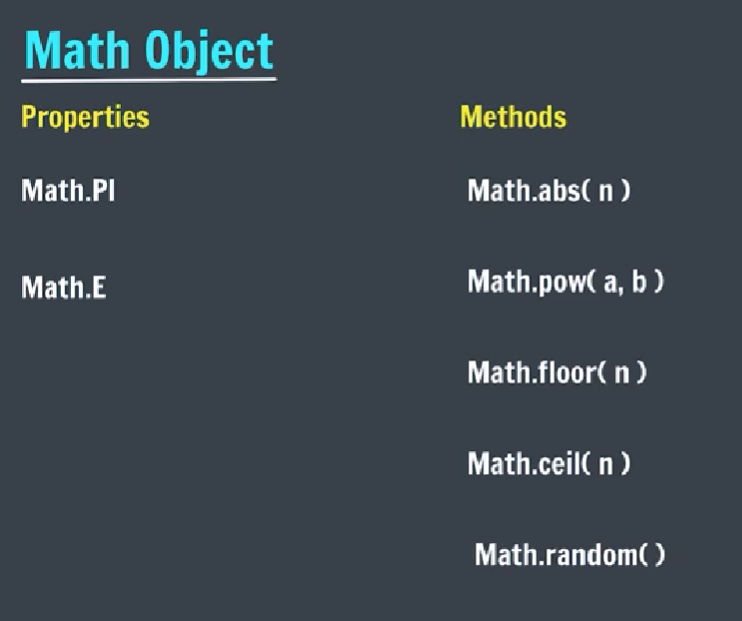 Math Object
Properties
Methods
Math.PI
Math.abs( n )
Math.E
Math.pow( a, b )
Math.floor( n )
Math.ceil( n )
Math.random( )